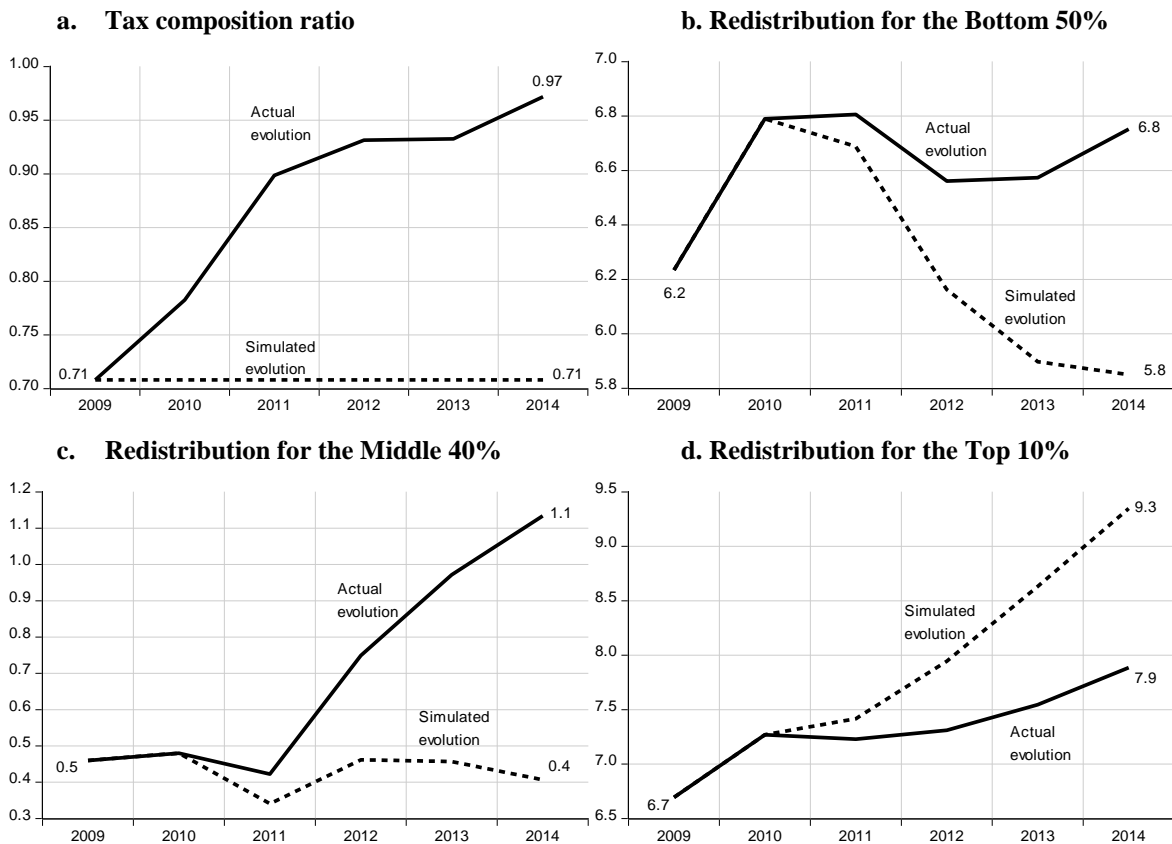 a. Tax composition ratio
1.00
0.95
0.90
0.85
0.80
0.75
0.70
0.97
Actual
evolution
Simulated
evolution
0.71
0.71
2009 2010 2011 2012 2013 2014
b. Redistribution for the Bottom 50%
7.0
6.8
6.6
6.4
6.2
6.0
5.8
6.8
Actual
evolution
6.2
Simulated
evolution
5.8
2009 2010 2011 2012 2013 2014
c. Redistribution for the Middle 40%
1.2
1.1
1.0
0.9
0.8
0.7
0.6
0.5
0.4
0.3
1.1
Actual
evolution
Simulated
evolution
0.5
0.4
2009 2010 2011 2012 2013 2014
d. Redistribution for the Top 10%
9.5
9.0
8.5
8.0
7.5
7.0
6.5
9.3
Simulated
evolution
7.9
Actual
evolution
6.7
2009 2010 2011 2012 2013 2014